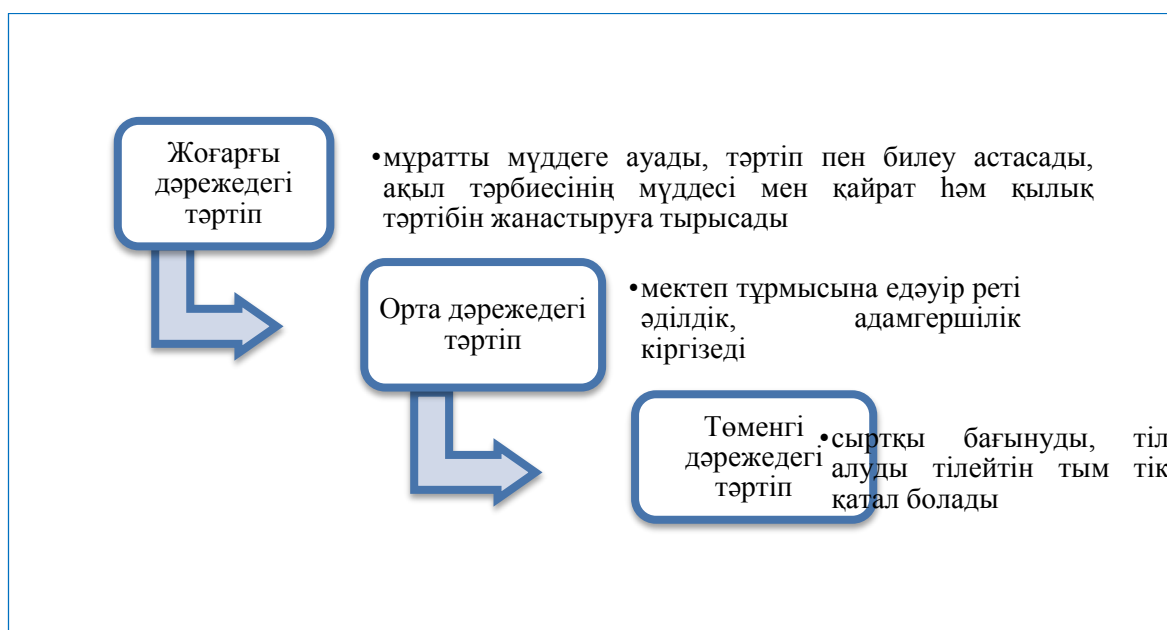 Жоғарғы
дәрежедегі
тәртіп
•мұратты мүддеге ауады, тәртіп пен билеу астасады,
ақыл тәрбиесінің мүддесі мен қайрат һәм қылық
тәртібін жанастыруға тырысады
Орта дәрежедегі
тәртіп
•мектеп тұрмысына едәуір реті
әділдік, адамгершілік
кіргізеді
Төменгі
дәрежедегі
тәртіп
•сыртқы бағынуды, тіл
алуды тілейтін тым тік
қатал болады